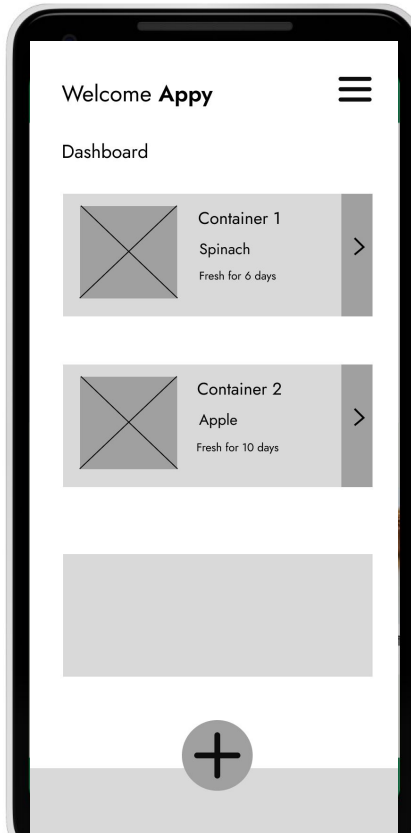 Welcome Appy
Dashboard
Container 1
Spinach
Fresh for 6 days
Container 2
Apple
Fresh for 10 days